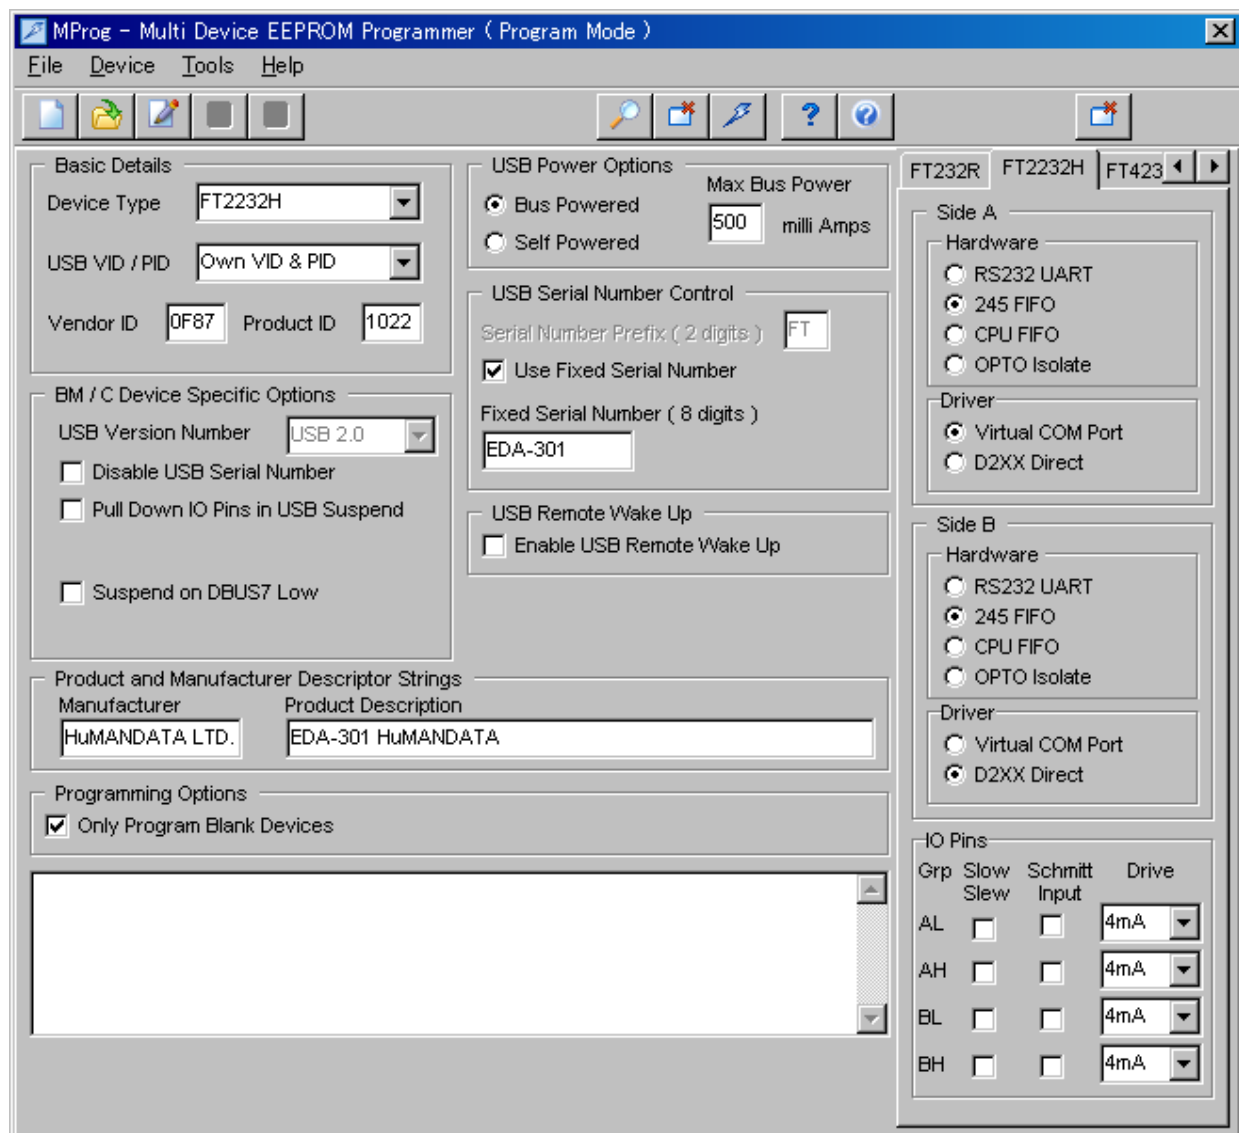 MProg - Multi Device EEPROM Programmer ( Program Mode )
File Device Tools Help
Basic Details
Device Type FT2232H
USB VID / PID Own VID & PID
Vendor ID 0F87 Product ID 1022
BM / C Device Specific Options
USB Version Number USB 2.0
Disable USB Serial Number
Pull Down IO Pins in USB Suspend
Suspend on DBUS7 Low
USB Power Options
Max Bus Power
Bus Powered
500 milli Amps
Self Powered
USB Serial Number Control
Serial Number Prefix ( 2 digits ) FT
Use Fixed Serial Number
Fixed Serial Number ( 8 digits )
EDA-301
USB Remote Wake Up
Enable USB Remote Wake Up
Product and Manufacturer Descriptor Strings
Manufacturer Product Description
HuMANDATA LTD. EDA-301 HuMANDATA
Programming Options
Only Program Blank Devices
FT232R FT2232H FT423
Side A
Hardware
RS232 UART
245 FIFO
CPU FIFO
OPTO Isolate
Driver
Virtual COM Port
D2XX Direct
Side B
Hardware
RS232 UART
245 FIFO
CPU FIFO
OPTO Isolate
Driver
Virtual COM Port
D2XX Direct
IO Pins
Grp Slow Schmitt Drive
Slew Input
AL 4mA
AH 4mA
BL 4mA
BH 4mA